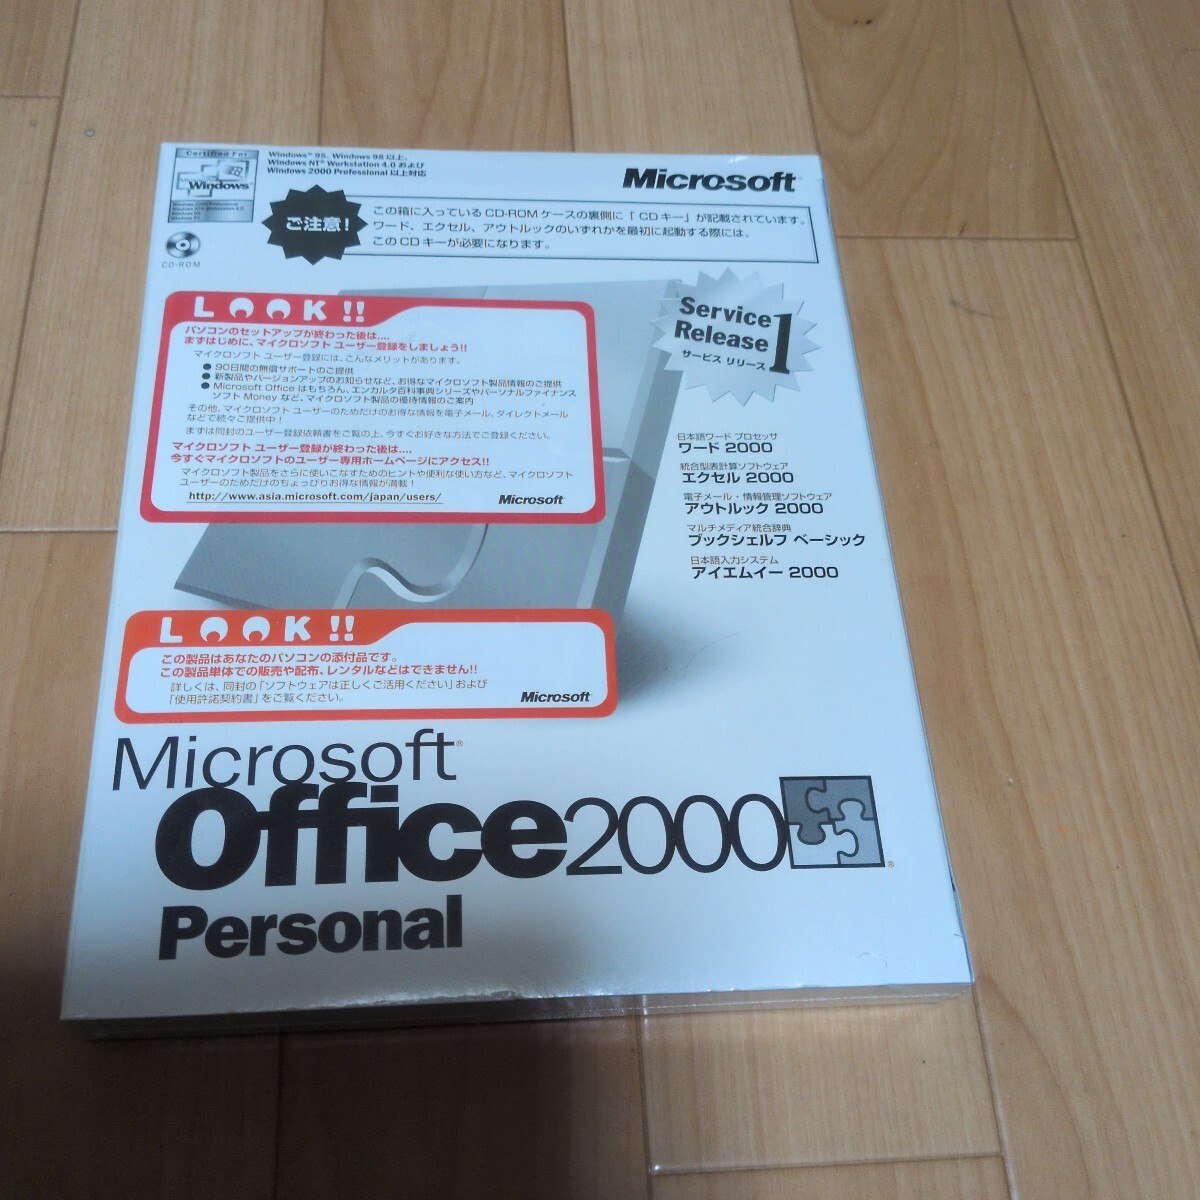 Certified For
Microsoft
Windows
Windows® 95、Windows 98 以上、
Windows NT® Workstation 4.0 および
Windows 2000 Professional 以上対応
Microsoft
CD-ROM
ご注意!
この箱に入っている CD-ROM ケースの裏側に「 CD キー」が記載されています。
ワード、エクセル、アウトルックのいずれかを最初に起動する際には、
この CD キーが必要になります。
LOOK!!
パソコンのセットアップが終わった後は....
まずはじめに、マイクロソフト ユーザー登録をしましょう!!
マイクロソフト ユーザー登録には、こんなメリットがあります。
● 90日間の無償サポートのご提供
● 新製品やバージョンアップのお知らせなど、お得なマイクロソフト製品情報のご提供
● Microsoft Office はもちろん、エンカルタ百科事典シリーズやパーソナルファイナンス
ソフト Money など、マイクロソフト製品の優待情報のご案内
その他、マイクロソフト ユーザーのためだけのお得な情報を電子メール、ダイレクトメール
などで続々ご提供中!
まずは同封のユーザー登録依頼書をご覧の上、今すぐお好きな方法でご登録ください。
マイクロソフト ユーザー登録が終わった後は....
今すぐマイクロソフトのユーザー専用ホームページにアクセス!!
マイクロソフト製品をさらに使いこなすためのヒントや便利な使い方など、マイクロソフト
ユーザーのためだけのちょっぴりお得な情報が満載!
http://www.asia.microsoft.com/japan/users/
Microsoft
Service
Release 1
サービス リリース
日本語ワード プロセッサ
ワード 2000
統合型表計算ソフトウェア
エクセル 2000
電子メール・情報管理ソフトウェア
アウトルック 2000
マルチメディア統合辞典
ブックシェルフ ベーシック
日本語入力システム
アイエムイー 2000
LOOK!!
この製品はあなたのパソコンの添付品です。
この製品単体での販売や配布、レンタルなどはできません!!
詳しくは、同封の「ソフトウェアは正しくご活用ください」および
「使用許諾契約書」をご覧ください。
Microsoft
Microsoft®
Office 2000®
Personal